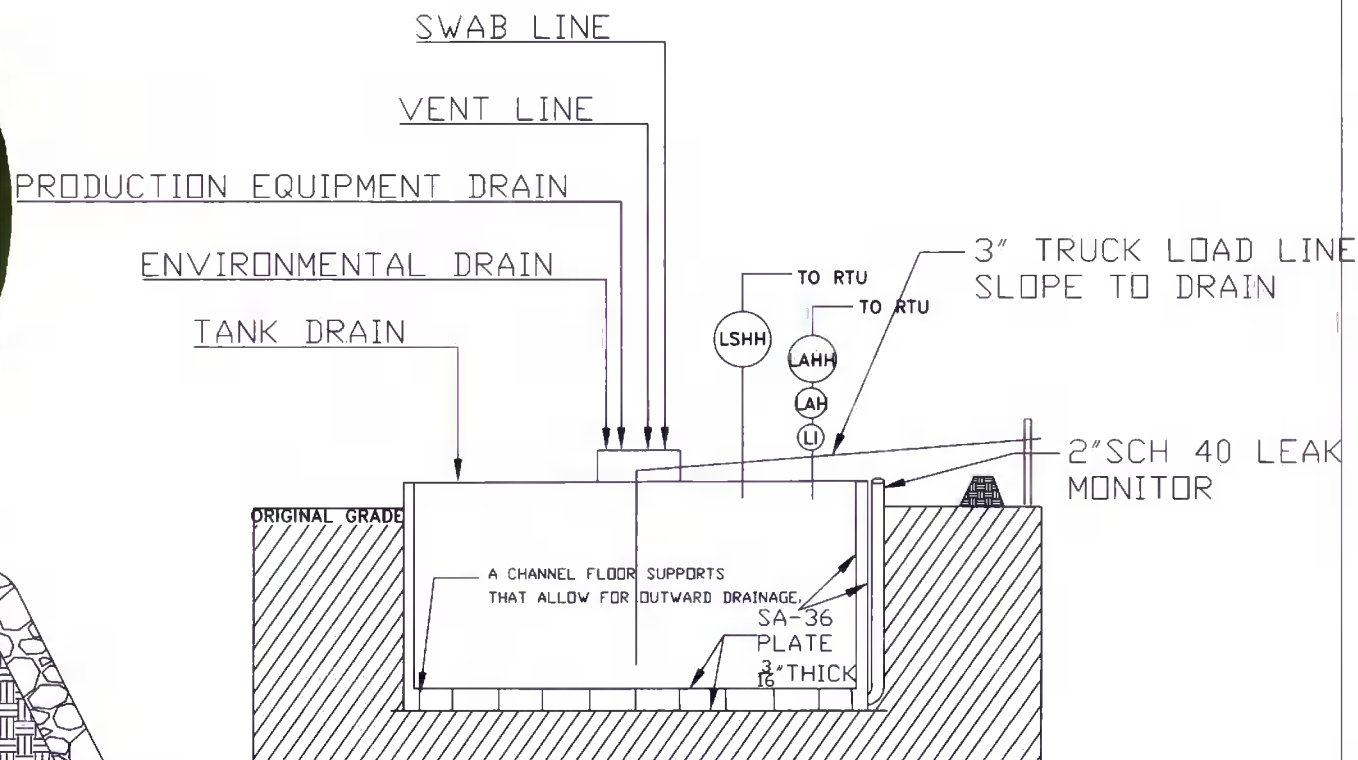 SWAB LINE
VENT LINE
PRODUCTION EQUIPMENT DRAIN
ENVIRONMENTAL DRAIN
TANK DRAIN
TO RTU
TO RTU
3" TRUCK LOAD LINE
SLOPE TO DRAIN
LSHH
LAHH
LAH
LI
2"SCH 40 LEAK
MONITOR
ORIGINAL GRADE
A CHANNEL FLOOR SUPPORTS
THAT ALLOW FOR OUTWARD DRAINAGE.
SA-36
PLATE
3/16" THICK